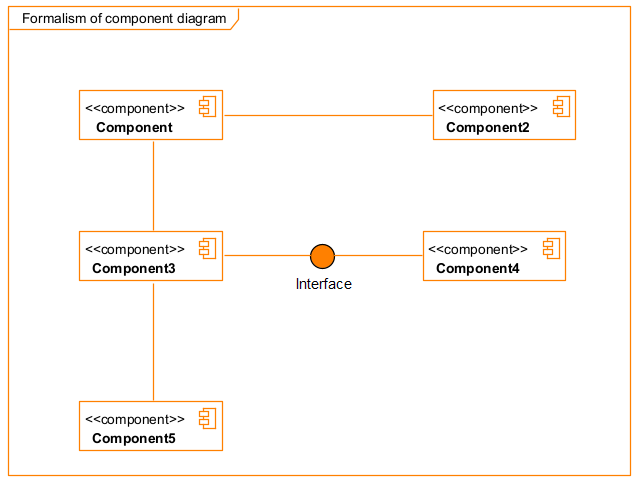 Formalism of component diagram
<<component>>
Component
<<component>>
Component2
<<component>>
Component3
Interface
<<component>>
Component4
<<component>>
Component5